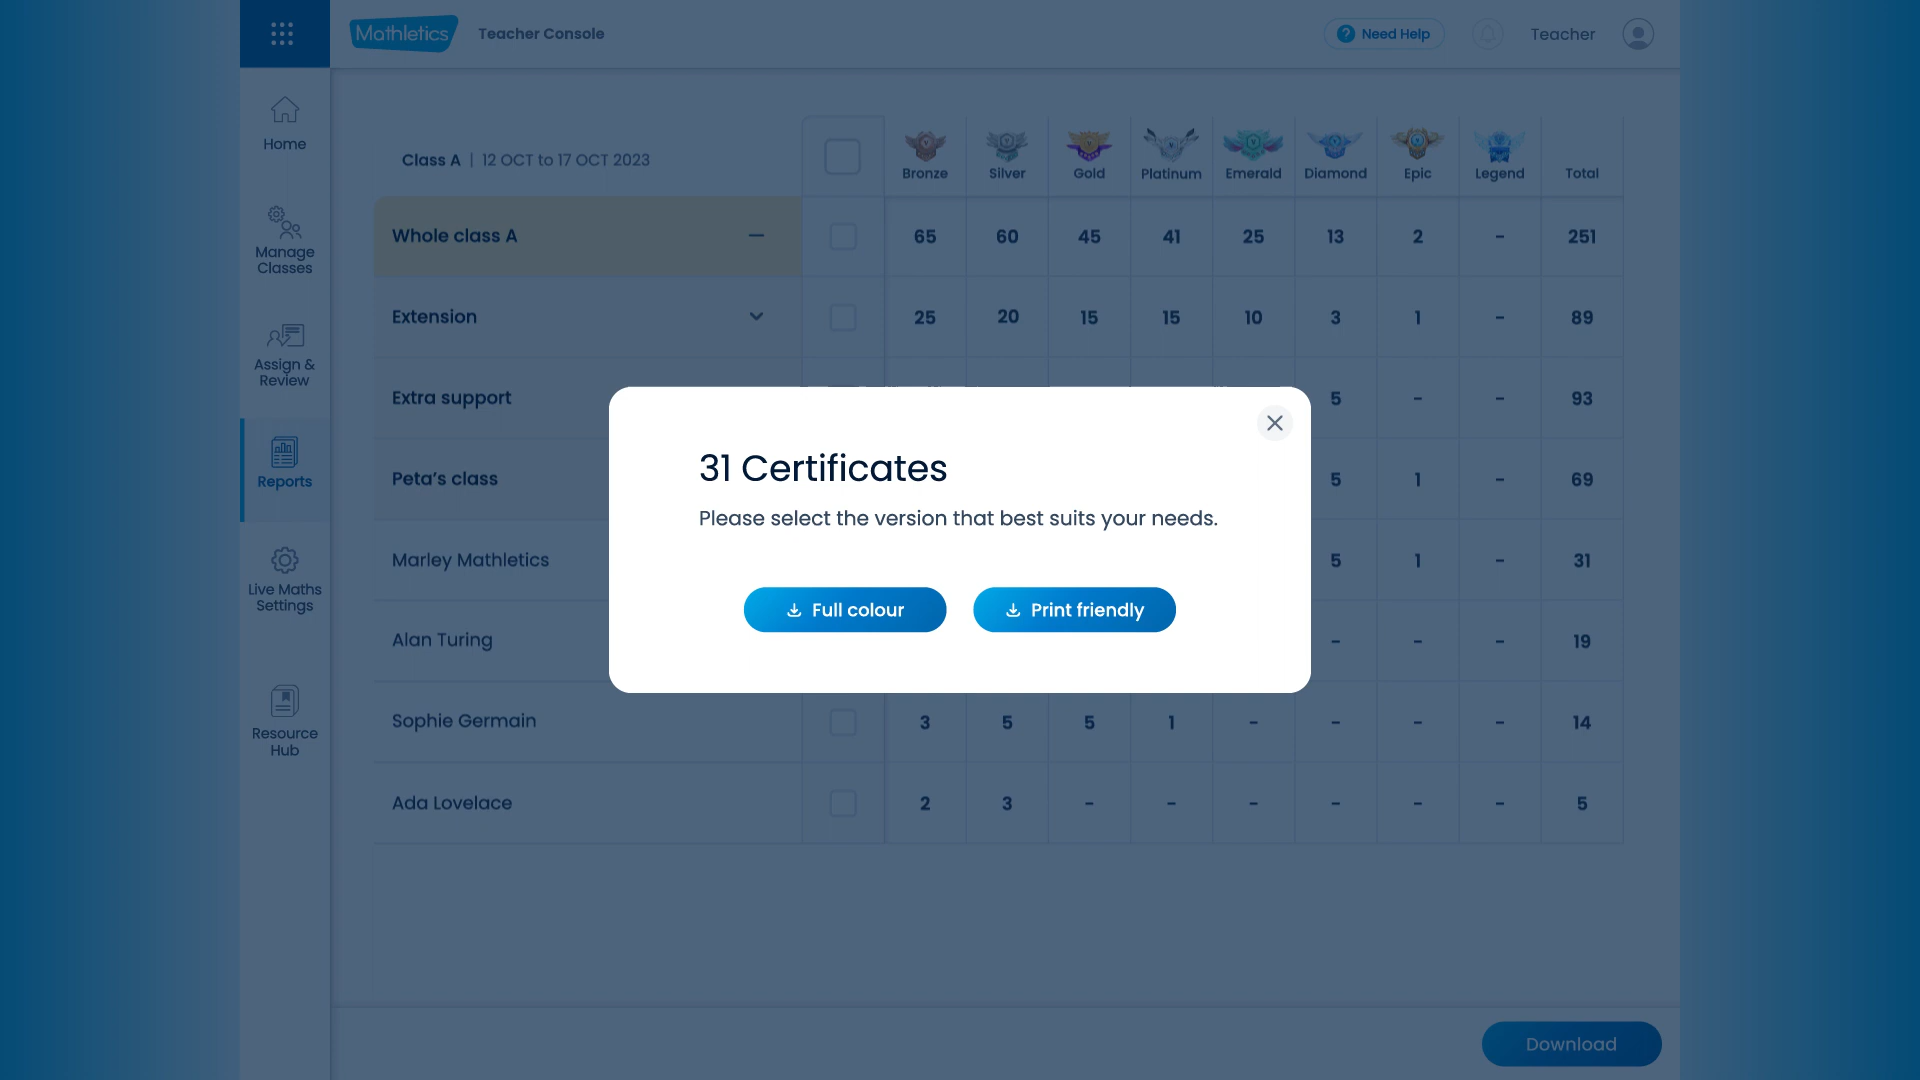 Mathletics Teacher Console
Need Help
Teacher
Home
Manage
Classes
Assign &
Review
Reports
Live Maths
Settings
Resource
Hub
Class A | 12 OCT to 17 OCT 2023
Bronze Silver Gold Platinum Emerald Diamond Epic Legend Total
Whole class A 65 60 45 41 25 13 2 - 251
Extension 25 20 15 15 10 3 1 - 89
Extra support 5 - - 93
Peta’s class 5 1 - 69
Marley Mathletics 5 1 - 31
Alan Turing - - - 19
Sophie Germain 3 5 5 1 - - - - 14
Ada Lovelace 2 3 - - - - - - 5
31 Certificates
Please select the version that best suits your needs.
Full colour
Print friendly
Download